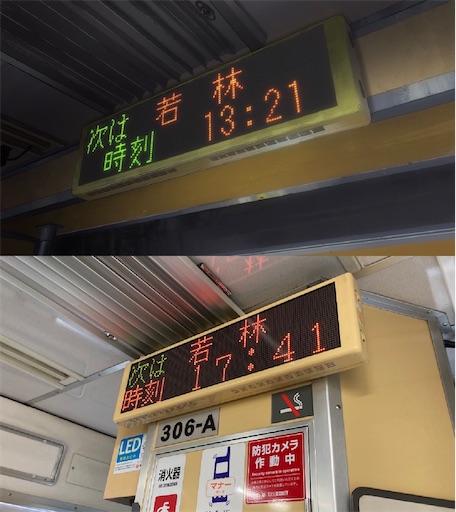 次は 若林
時刻 13:21
次は 若林
時刻 17:41
306-A
LED
消火器
マナー
防犯カメラ
作動中